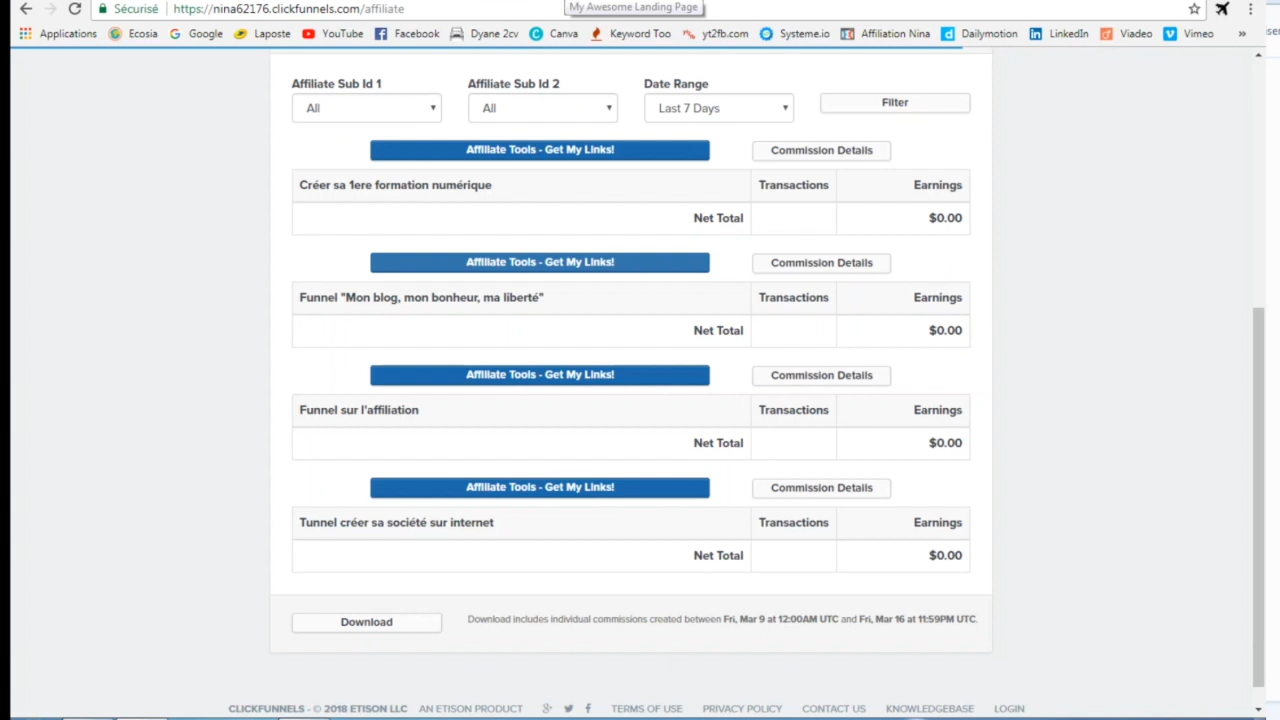 My Awesome Landing Page
Sécurisé https://nina62176.clickfunnels.com/affiliate
Applications Ecosia Google Laposte YouTube Facebook Dyane 2cv Canva Keyword Too yt2fb.com Systeme.io Affiliation Nina Dailymotion LinkedIn Viadeo Vimeo »
Affiliate Sub Id 1 Affiliate Sub Id 2 Date Range
All All Last 7 Days Filter
Affiliate Tools - Get My Links! Commission Details
Créer sa 1ere formation numérique Transactions Earnings
Net Total $0.00
Affiliate Tools - Get My Links! Commission Details
Funnel "Mon blog, mon bonheur, ma liberté" Transactions Earnings
Net Total $0.00
Affiliate Tools - Get My Links! Commission Details
Funnel sur l'affiliation Transactions Earnings
Net Total $0.00
Affiliate Tools - Get My Links! Commission Details
Tunnel créer sa société sur internet Transactions Earnings
Net Total $0.00
Download Download includes individual commissions created between Fri, Mar 9 at 12:00AM UTC and Fri, Mar 16 at 11:59PM UTC.
CLICKFUNNELS - © 2018 ETISON LLC AN ETISON PRODUCT TERMS OF USE PRIVACY POLICY CONTACT US KNOWLEDGEBASE LOGIN